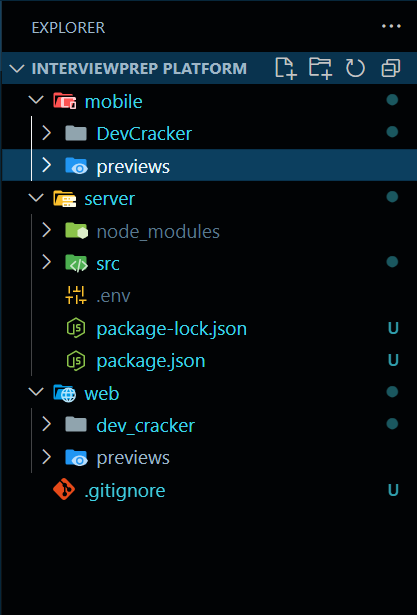 EXPLORER
INTERVIEWPREP PLATFORM
mobile
DevCracker
previews
server
node_modules
src
.env
package-lock.json U
package.json U
web
dev_cracker
previews
.gitignore U